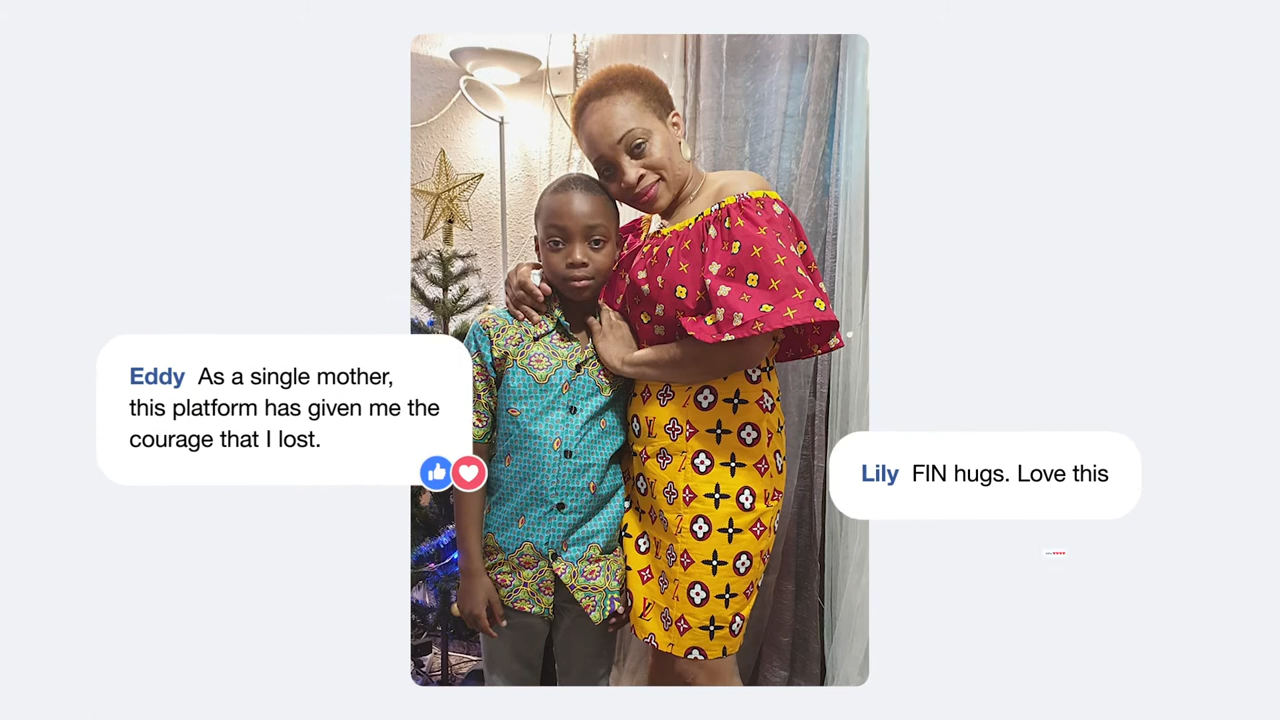 Eddy As a single mother,
this platform has given me the
courage that I lost.
Lily FIN hugs. Love this